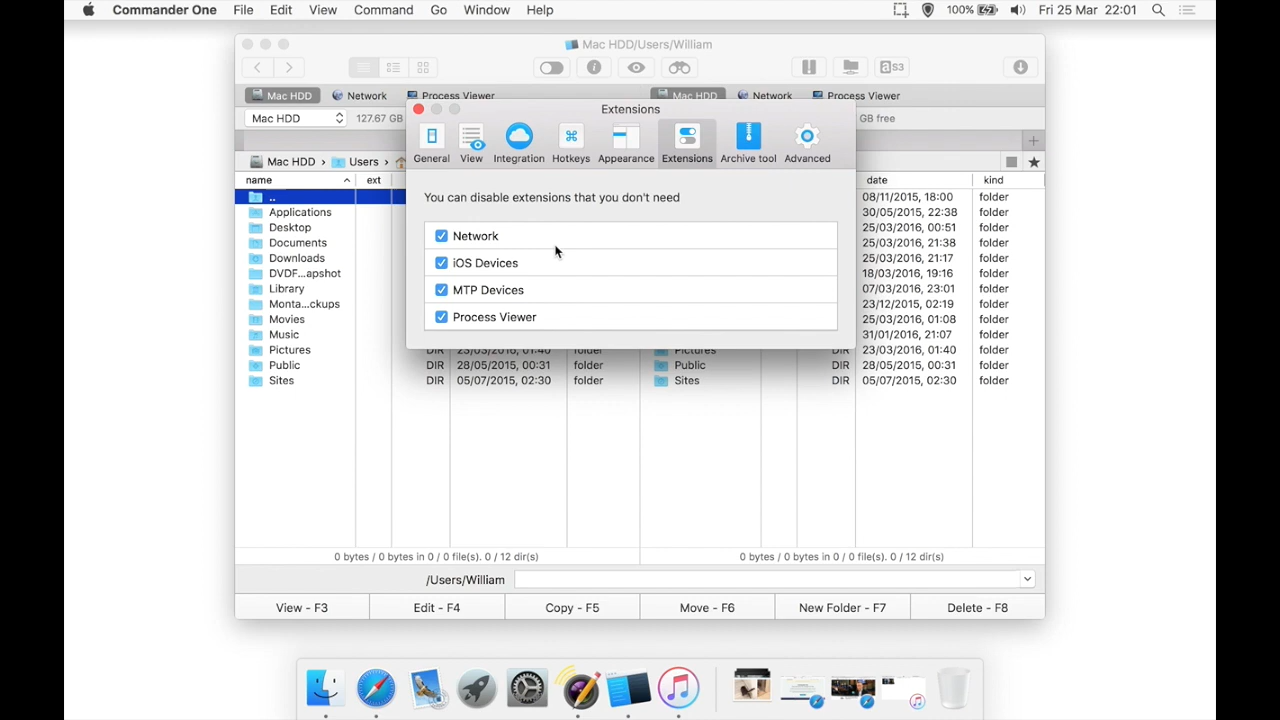 Commander One File Edit View Command Go Window Help 100% Fri 25 Mar 22:01
Mac HDD/Users/William
aS3
Mac HDD Network Process Viewer Mac HDD Network Process Viewer
Mac HDD 127.67 GB GB free
Extensions
General View Integration Hotkeys Appearance Extensions Archive tool Advanced
Mac HDD › Users ›
name ext date kind
You can disable extensions that you don't need
Network
iOS Devices
MTP Devices
Process Viewer
.. 08/11/2015, 18:00 folder
Applications 30/05/2015, 22:38 folder
Desktop 25/03/2016, 00:51 folder
Documents 25/03/2016, 21:38 folder
Downloads 25/03/2016, 21:17 folder
DVDF...apshot 18/03/2016, 19:16 folder
Library 07/03/2016, 23:01 folder
Monta...ckups 23/12/2015, 02:19 folder
Movies 25/03/2016, 01:08 folder
Music 31/01/2016, 21:07 folder
Pictures DIR 23/03/2016, 01:40 folder Pictures DIR 23/03/2016, 01:40 folder
Public DIR 28/05/2015, 00:31 folder Public DIR 28/05/2015, 00:31 folder
Sites DIR 05/07/2015, 02:30 folder Sites DIR 05/07/2015, 02:30 folder
0 bytes / 0 bytes in 0 / 0 file(s). 0 / 12 dir(s) 0 bytes / 0 bytes in 0 / 0 file(s). 0 / 12 dir(s)
/Users/William
View - F3 Edit - F4 Copy - F5 Move - F6 New Folder - F7 Delete - F8